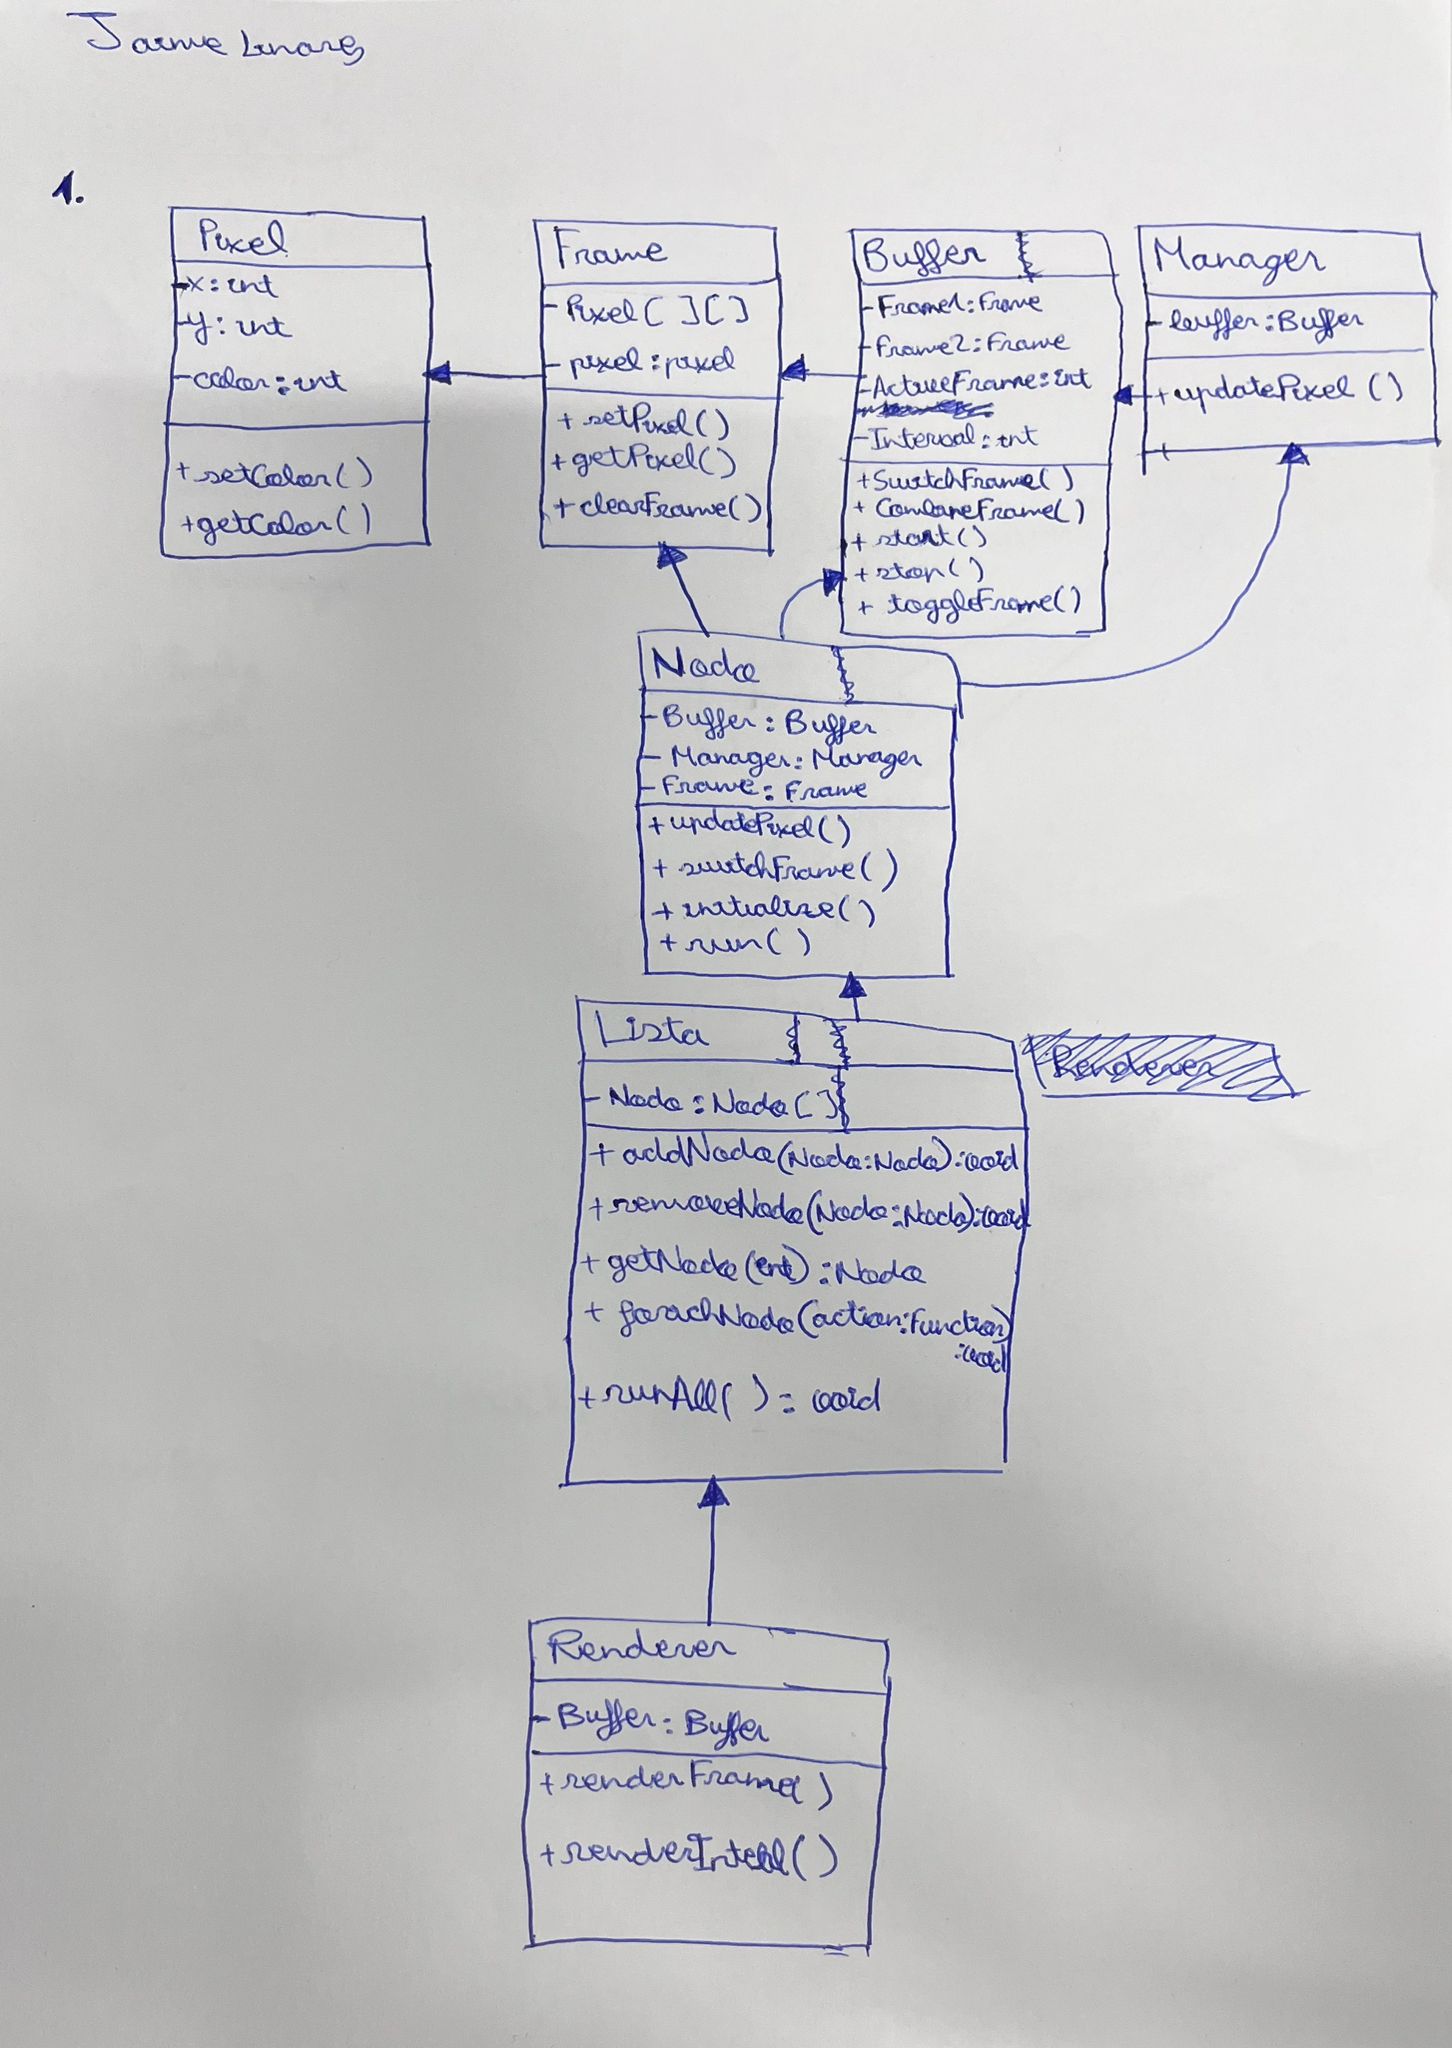 Jaime Linares
1.
Pixel
-x:int
-y:int
-color:int
+setColor()
+getColor()
Frame
-Pixel[][]
-pixel:pixel
+setPixel()
+getPixel()
+clearFrame()
Buffer
-Frame1:Frame
-Frame2:Frame
-ActualFrame:int
-Interval:int
+SwitchFrame()
+start()
+stop()
+toggleFrame()
Manager
-buffer:Buffer
+updatePixel()
+
Nodo
-Buffer:Buffer
-Manager:Manager
-Frame:Frame
+updatePixel()
+switchFrame()
+initialize()
+run()
Lista
-Nodo:Nodo[]
+addNodo(Nodo:Nodo):void
+removeNodo(Nodo:Nodo):void
+getNodo(int):Nodo
+forachNodo(action:Function)
:void
+runAll():void
Renderer
Renderer
-Buffer:Buffer
+renderFrame()